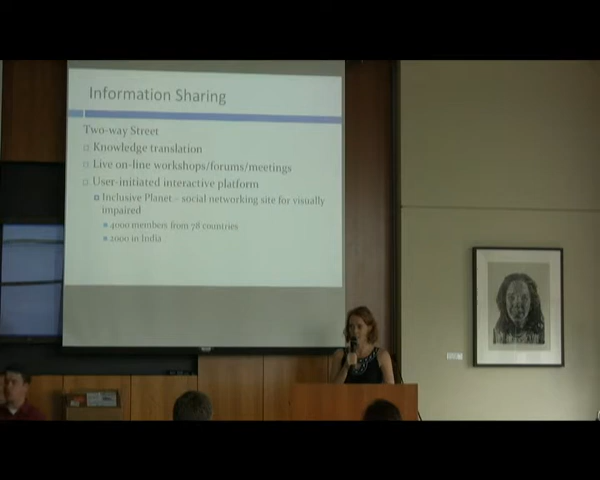 Information Sharing
Two-way Street
Knowledge translation
Live on-line workshops/forums/meetings
User-initiated interactive platform
Inclusive Planet – social networking site for visually
impaired
4000 members from 78 countries
2000 in India